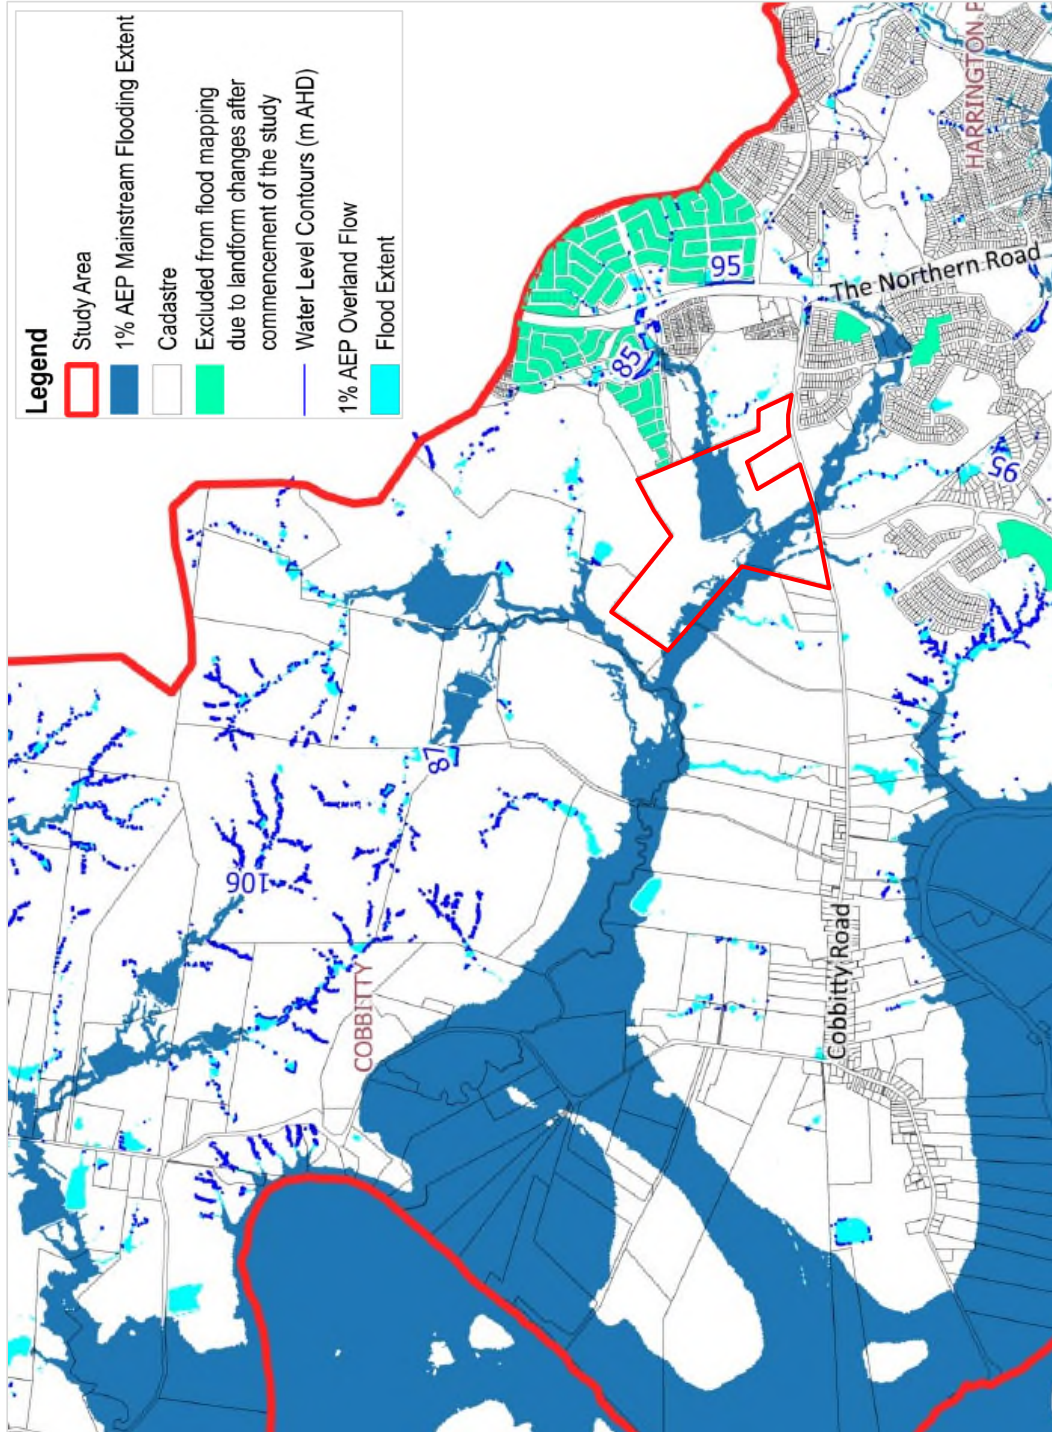 Legend
Study Area
1% AEP Mainstream Flooding Extent
Cadastre
Excluded from flood mapping
due to landform changes after
commencement of the study
Water Level Contours (m AHD)
1% AEP Overland Flow
Flood Extent
HARRINGTON P
The Northern Road
95
85
95
87
106
COBBITTY
Cobbitty Road